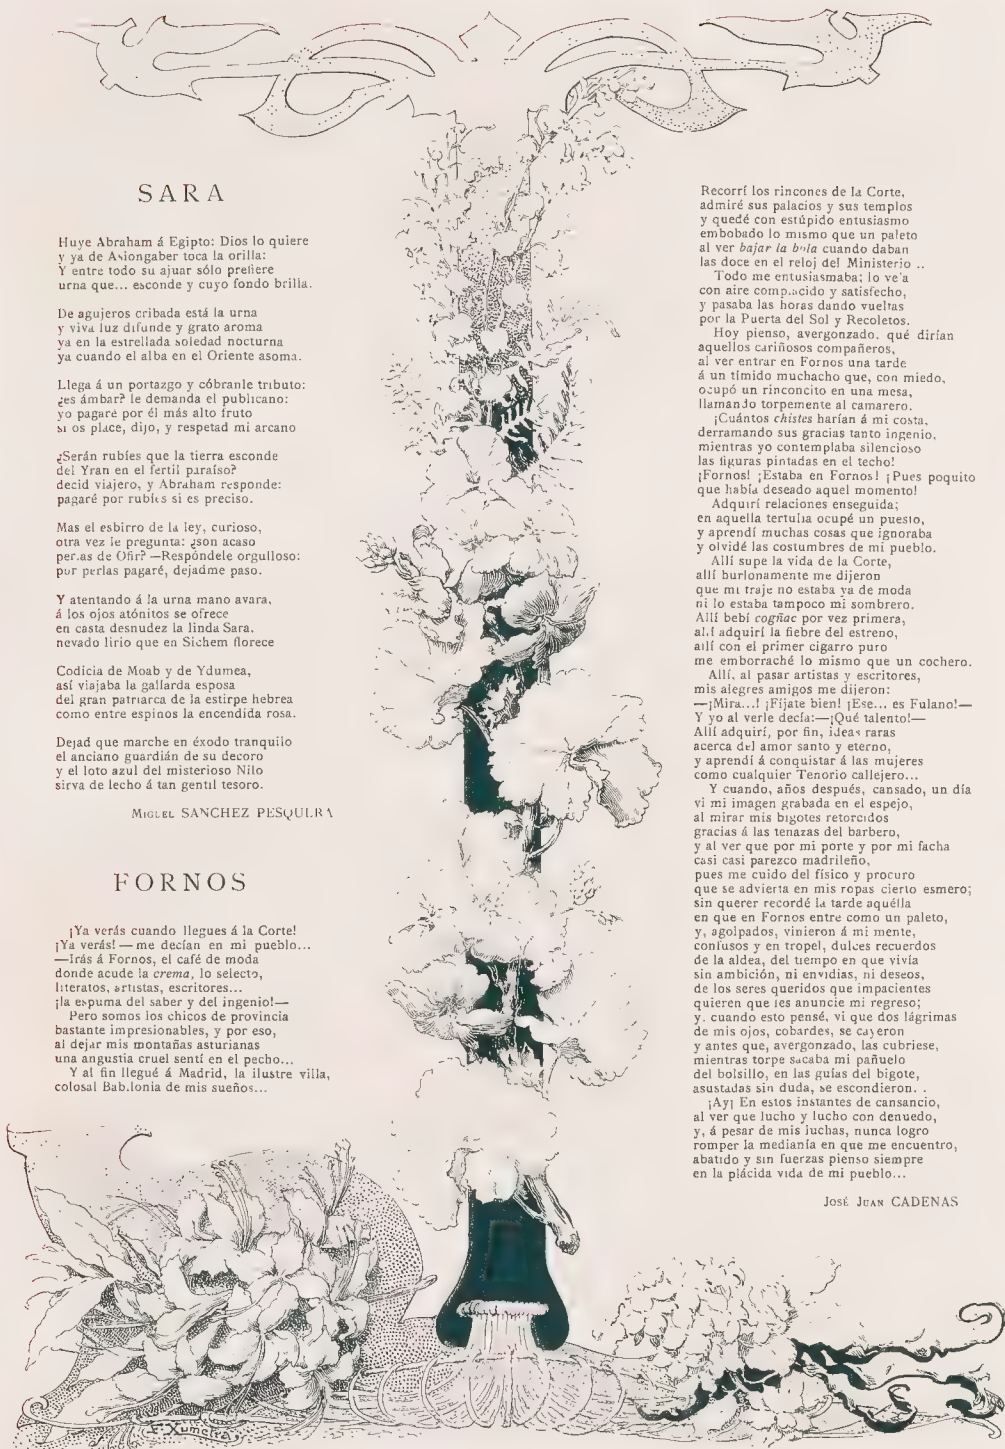 SARA
Huye Abraham á Egipto: Dios lo quiere
y ya de Asiongaber toca la orilla:
Y entre todo su ajuar sólo prefiere
urna que... esconde y cuyo fondo brilla.
De agujeros cribada está la urna
y viva luz difunde y grato aroma
ya en la estrellada soledad nocturna
ya cuando el alba en el Oriente asoma.
Llega á un portazgo y cóbranle tributo:
¿es ámbar? le demanda el publicano:
yo pagaré por él más alto fruto
si os place, dijo, y respetad mi arcano
¿Serán rubíes que la tierra esconde
del Yran en el fertil paraíso?
decid viajero, y Abraham responde:
pagaré por rubíes si es preciso.
Mas el esbirro de la ley, curioso,
otra vez le pregunta: ¿son acaso
perlas de Ofir? —Respóndele orgulloso:
por perlas pagaré, dejadme paso.
Y atentando á la urna mano avara,
á los ojos atónitos se ofrece
en casta desnudez la linda Sara,
nevado lirio que en Sichem florece
Codicia de Moab y de Ydumea,
así viajaba la gallarda esposa
del gran patriarca de la estirpe hebrea
como entre espinos la encendida rosa.
Dejad que marche en éxodo tranquilo
el anciano guardián de su decoro
y el loto azul del misterioso Nilo
sirva de lecho á tan gentil tesoro.
Miguel SANCHEZ PESQUERA
FORNOS
¡Ya verás cuando llegues á la Corte!
¡Ya verás! — me decían en mi pueblo...
—Irás á Fornos, el café de moda
donde acude la crema, lo selecto,
literatos, artistas, escritores...
¡la espuma del saber y del ingenio!—
Pero somos los chicos de provincia
bastante impresionables, y por eso,
al dejar mis montañas asturianas
una angustia cruel sentí en el pecho...
Y al fin llegué á Madrid, la ilustre villa,
colosal Babilonia de mis sueños...
Recorrí los rincones de la Corte,
admiré sus palacios y sus templos
y quedé con estúpido entusiasmo
embobado lo mismo que un paleto
al ver bajar la bola cuando daban
las doce en el reloj del Ministerio ..
Todo me entusiasmaba; lo veía
con aire complacido y satisfecho,
y pasaba las horas dando vueltas
por la Puerta del Sol y Recoletos.
Hoy pienso, avergonzado. qué dirían
aquellos cariñosos compañeros,
al ver entrar en Fornos una tarde
á un tímido muchacho que, con miedo,
ocupó un rinconcito en una mesa,
llamando torpemente al camarero.
¡Cuántos chistes harían á mi costa,
derramando sus gracias tanto ingenio,
mientras yo contemplaba silencioso
las figuras pintadas en el techo!
¡Fornos! ¡Estaba en Fornos! ¡Pues poquito
que había deseado aquel momento!
Adquirí relaciones enseguida;
en aquella tertulia ocupé un puesto,
y aprendí muchas cosas que ignoraba
y olvidé las costumbres de mi pueblo.
Allí supe la vida de la Corte,
allí burlonamente me dijeron
que mi traje no estaba ya de moda
ni lo estaba tampoco mi sombrero.
Allí bebí cogñac por vez primera,
allí adquirí la fiebre del estreno,
allí con el primer cigarro puro
me emborraché lo mismo que un cochero.
Allí, al pasar artistas y escritores,
mis alegres amigos me dijeron:
—¡Mira...! ¡Fíjate bien! ¡Ese... es Fulano!—
Y yo al verle decía:—¡Qué talento!—
Allí adquirí, por fin, ideas raras
acerca del amor santo y eterno,
y aprendí á conquistar á las mujeres
como cualquier Tenorio callejero...
Y cuando, años después, cansado, un día
vi mi imagen grabada en el espejo,
al mirar mis bigotes retorcidos
gracias á las tenazas del barbero,
y al ver que por mi porte y por mi facha
casi casi parezco madrileño,
pues me cuido del físico y procuro
que se advierta en mis ropas cierto esmero;
sin querer recordé la tarde aquélla
en que en Fornos entre como un paleto,
y, agolpados, vinieron á mi mente,
confusos y en tropel, dulces recuerdos
de la aldea, del tiempo en que vivía
sin ambición, ni envidias, ni deseos,
de los seres queridos que impacientes
quieren que les anuncie mi regreso;
y. cuando esto pensé, vi que dos lágrimas
de mis ojos, cobardes, se cayeron
y antes que, avergonzado, las cubriese,
mientras torpe sacaba mi pañuelo
del bolsillo, en las guías del bigote,
asustadas sin duda, se escondieron. .
¡Ay¡ En estos instantes de cansancio,
al ver que lucho y lucho con denuedo,
y, á pesar de mis luchas, nunca logro
romper la medianía en que me encuentro,
abatido y sin fuerzas pienso siempre
en la plácida vida de mi pueblo...
José Juan CADENAS
F. Xumetra